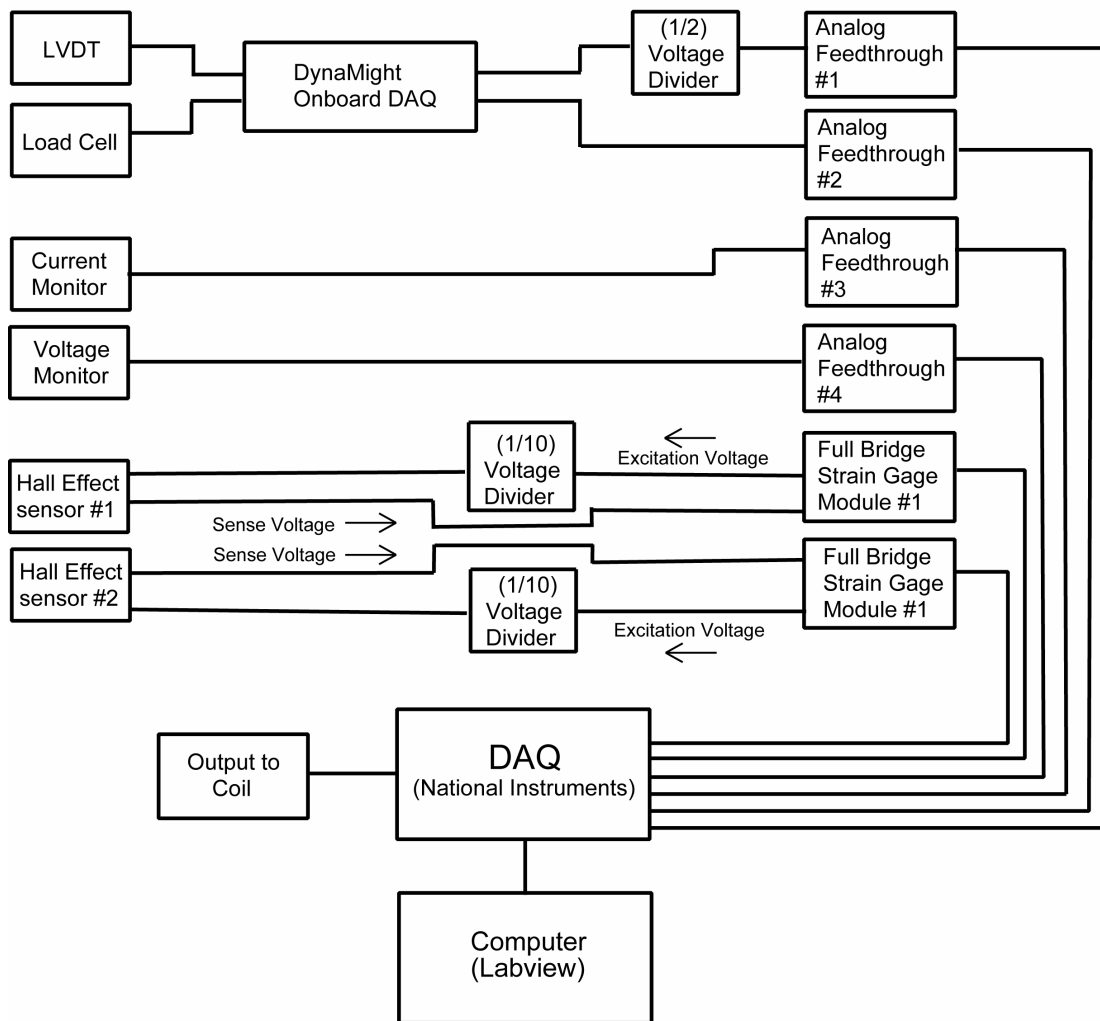 LVDT
DynaMight
Onboard DAQ
(1/2)
Voltage
Divider
Analog
Feedthrough
#1
Load Cell
Analog
Feedthrough
#2
Current
Monitor
Analog
Feedthrough
#3
Voltage
Monitor
Analog
Feedthrough
#4
Hall Effect
sensor #1
(1/10)
Voltage
Divider
Excitation Voltage
Full Bridge
Strain Gage
Module #1
Sense Voltage
Sense Voltage
Hall Effect
sensor #2
(1/10)
Voltage
Divider
Excitation Voltage
Full Bridge
Strain Gage
Module #1
Output to
Coil
DAQ
(National Instruments)
Computer
(Labview)